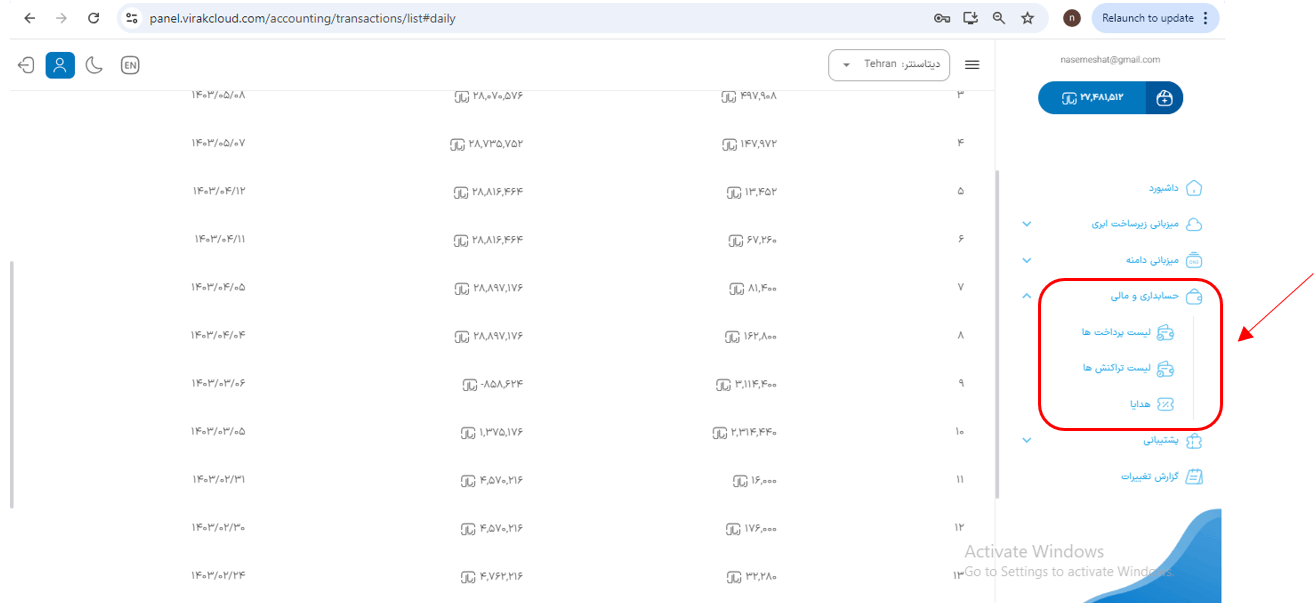 panel.virakcloud.com/accounting/transactions/list#daily
n
Relaunch to update
EN
دیتاسنتر: Tehran
nasemeshat@gmail.com
۲۷,۴۸۱,۵۱۲ ریال
داشبورد
میزبانی زیرساخت ابری
میزبانی دامنه
حسابداری و مالی
لیست پرداخت ها
لیست تراکنش ها
هدایا
پشتیبانی
گزارش تغییرات
۳ ۴۹۷,۹۰۸ ریال ۲۸,۰۷۰,۵۷۶ ریال ۱۴۰۳/۰۵/۰۸
۴ ۱۴۷,۹۷۲ ریال ۲۸,۷۳۵,۷۵۲ ریال ۱۴۰۳/۰۵/۰۷
۵ ۱۳,۴۵۲ ریال ۲۸,۸۱۶,۴۶۴ ریال ۱۴۰۳/۰۴/۱۲
۶ ۶۷,۲۶۰ ریال ۲۸,۸۱۶,۴۶۴ ریال ۱۴۰۳/۰۴/۱۱
۷ ۸۱,۴۰۰ ریال ۲۸,۸۹۷,۱۷۶ ریال ۱۴۰۳/۰۴/۰۵
۸ ۱۶۲,۸۰۰ ریال ۲۸,۸۹۷,۱۷۶ ریال ۱۴۰۳/۰۴/۰۴
۹ ۳,۱۱۴,۴۰۰ ریال -۸۵۸,۶۲۴ ریال ۱۴۰۳/۰۳/۰۶
۱۰ ۲,۳۱۴,۴۴۰ ریال ۱,۳۷۵,۱۷۶ ریال ۱۴۰۳/۰۳/۰۵
۱۱ ۱۶,۰۰۰ ریال ۴,۵۷۰,۲۱۶ ریال ۱۴۰۳/۰۲/۳۱
۱۲ ۱۷۶,۰۰۰ ریال ۴,۵۷۰,۲۱۶ ریال ۱۴۰۳/۰۲/۳۰
۱۳ ۳۲,۲۸۰ ریال ۴,۷۶۲,۲۱۶ ریال ۱۴۰۳/۰۲/۲۴
Activate Windows
Go to Settings to activate Windows.